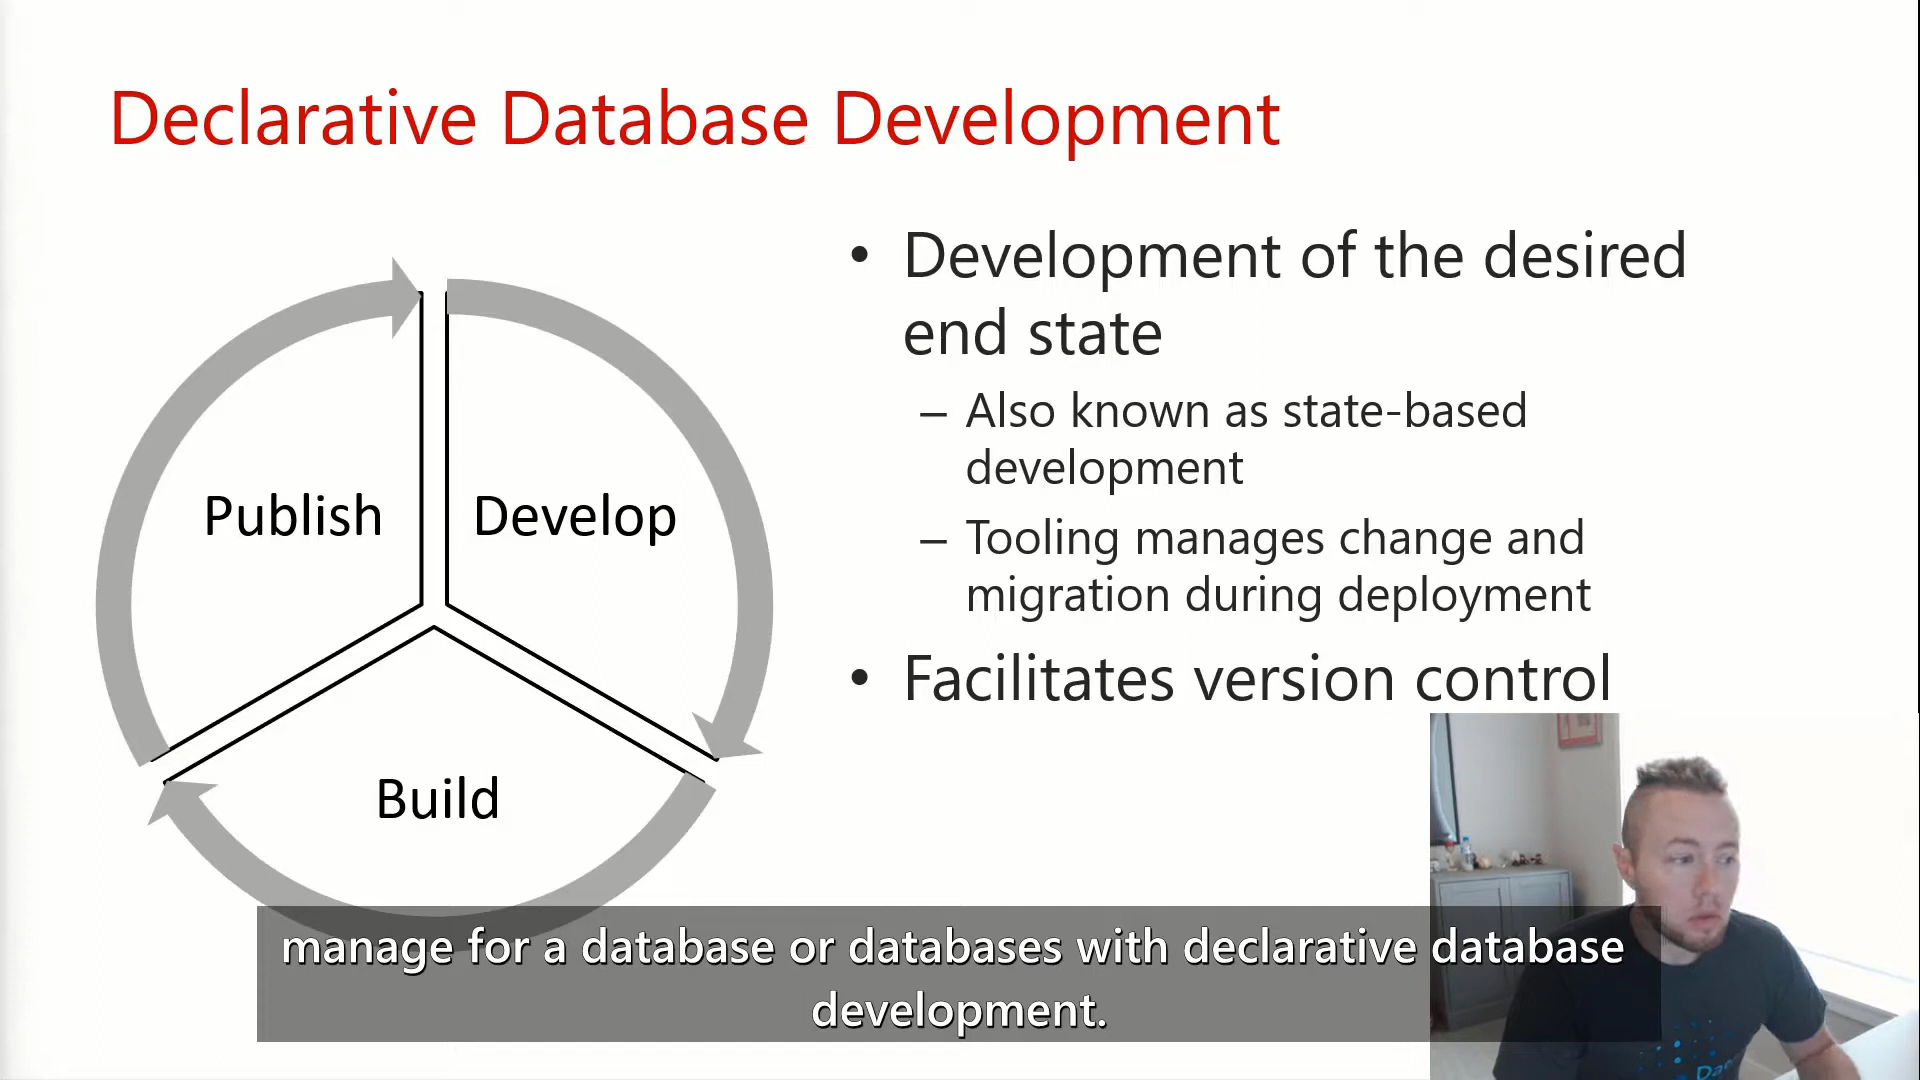 Declarative Database Development
Publish
Develop
Build
• Development of the desired
end state
– Also known as state-based
development
– Tooling manages change and
migration during deployment
• Facilitates version control
manage for a database or databases with declarative database
development.